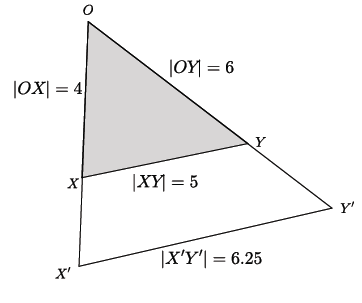 O
|OX| = 4
|OY| = 6
X
Y
|XY| = 5
X′
Y′
|X′Y′| = 6.25